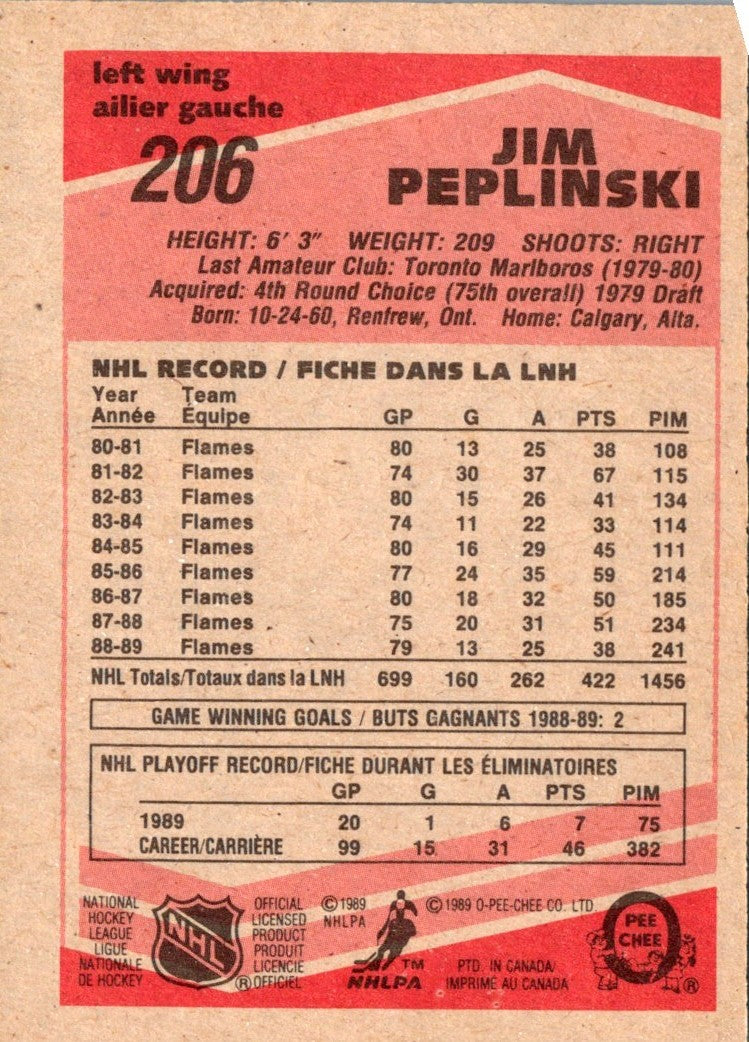 left wing
ailier gauche
206
JIM
PEPLINSKI
HEIGHT: 6' 3" WEIGHT: 209 SHOOTS: RIGHT
Last Amateur Club: Toronto Marlboros (1979-80)
Acquired: 4th Round Choice (75th overall) 1979 Draft
Born: 10-24-60, Renfrew, Ont. Home: Calgary, Alta.
NHL RECORD / FICHE DANS LA LNH
Year Team
Année Équipe GP G A PTS PIM
80-81 Flames 80 13 25 38 108
81-82 Flames 74 30 37 67 115
82-83 Flames 80 15 26 41 134
83-84 Flames 74 11 22 33 114
84-85 Flames 80 16 29 45 111
85-86 Flames 77 24 35 59 214
86-87 Flames 80 18 32 50 185
87-88 Flames 75 20 31 51 234
88-89 Flames 79 13 25 38 241
NHL Totals/Totaux dans la LNH 699 160 262 422 1456
GAME WINNING GOALS / BUTS GAGNANTS 1988-89: 2
NHL PLAYOFF RECORD/FICHE DURANT LES ÉLIMINATOIRES
GP G A PTS PIM
1989 20 1 6 7 75
CAREER/CARRIÈRE 99 15 31 46 382
NATIONAL
HOCKEY
LEAGUE
LIGUE
NATIONALE
DE HOCKEY
NHL
®
OFFICIAL
LICENSED
PRODUCT
PRODUIT
LICENCIE
OFFICIEL
©1989
NHLPA
TM
NHLPA
©1989 O-PEE-CHEE CO. LTD.
PTD. IN CANADA/
IMPRIMÉ AU CANADA
O
PEE
CHEE
®